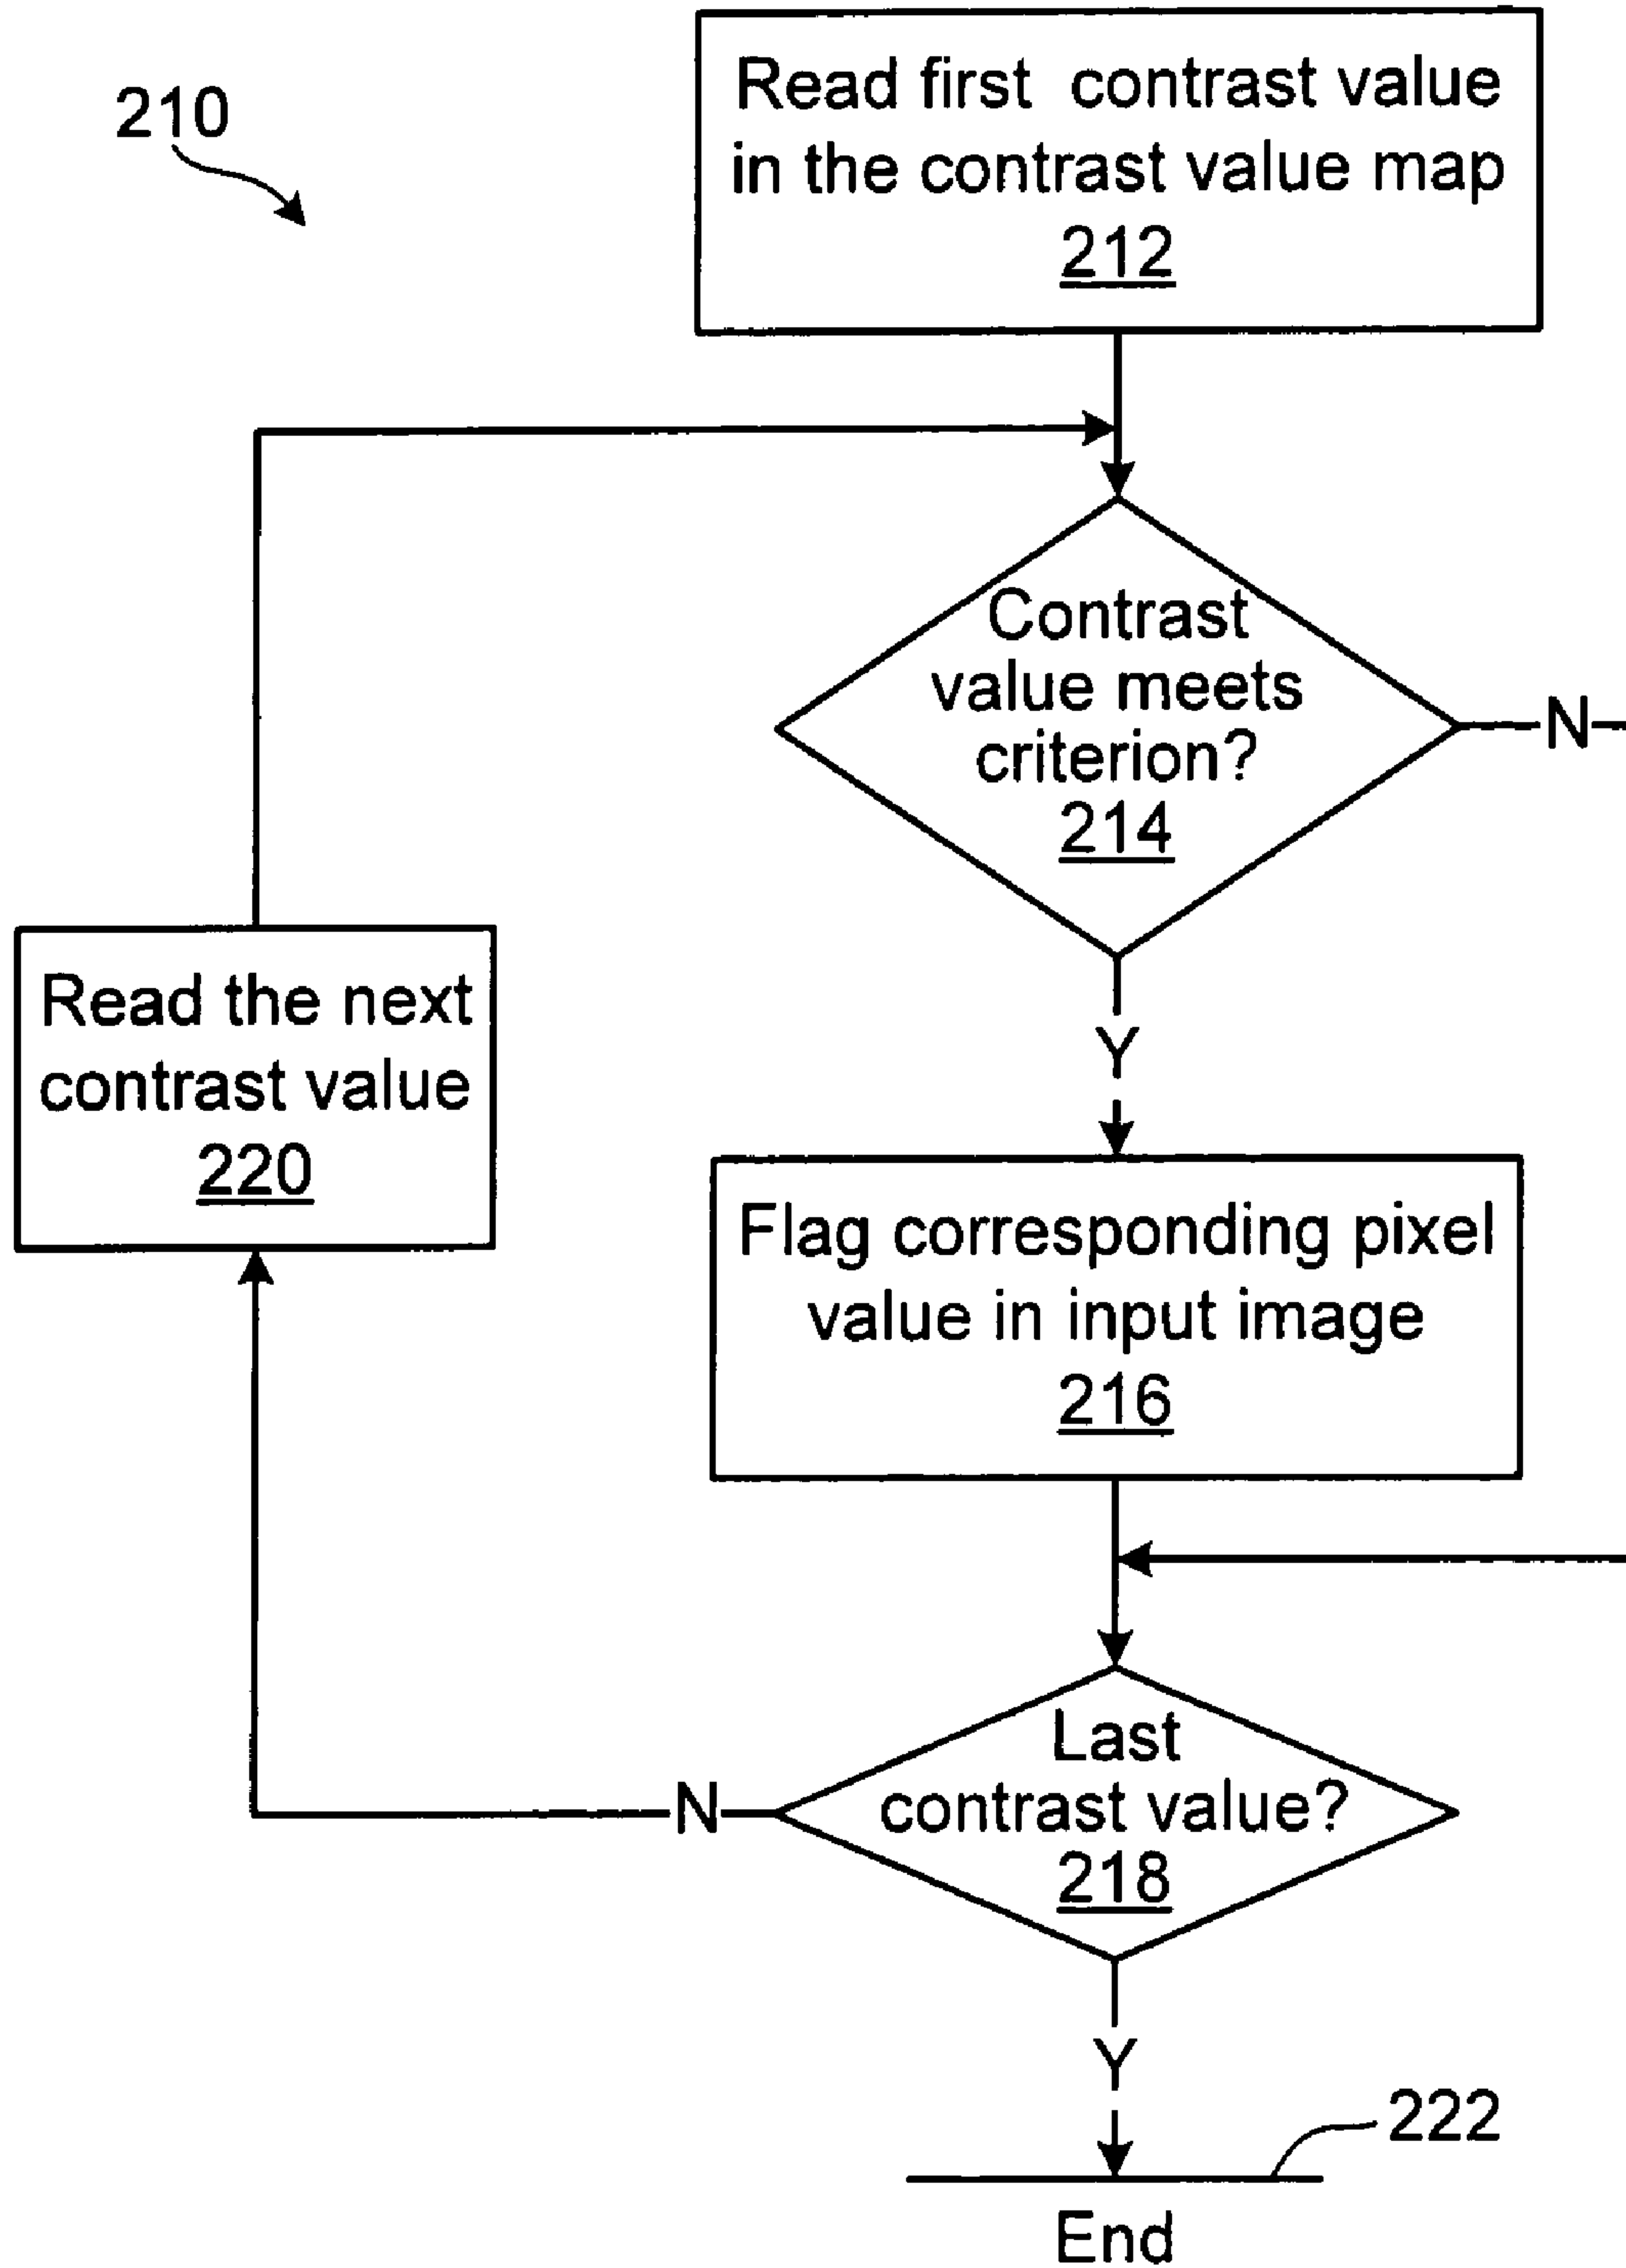 210
Read first contrast value
in the contrast value map
212
Contrast
value meets
criterion?
214
N
Y
Read the next
contrast value
220
Flag corresponding pixel
value in input image
216
Last
contrast value?
218
N
Y
222
End